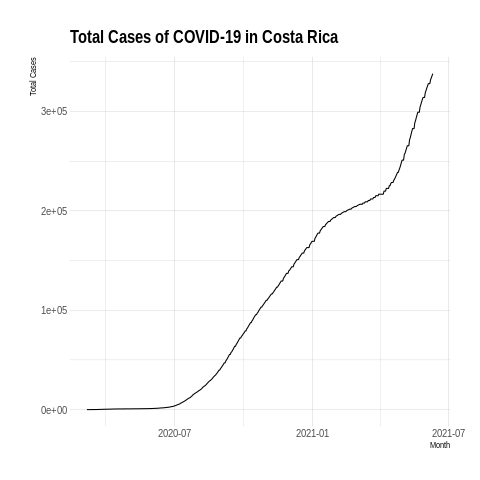 Total Cases of COVID-19 in Costa Rica
Total Cases
3e+05
2e+05
1e+05
0e+00
2020-07
2021-01
2021-07
Month